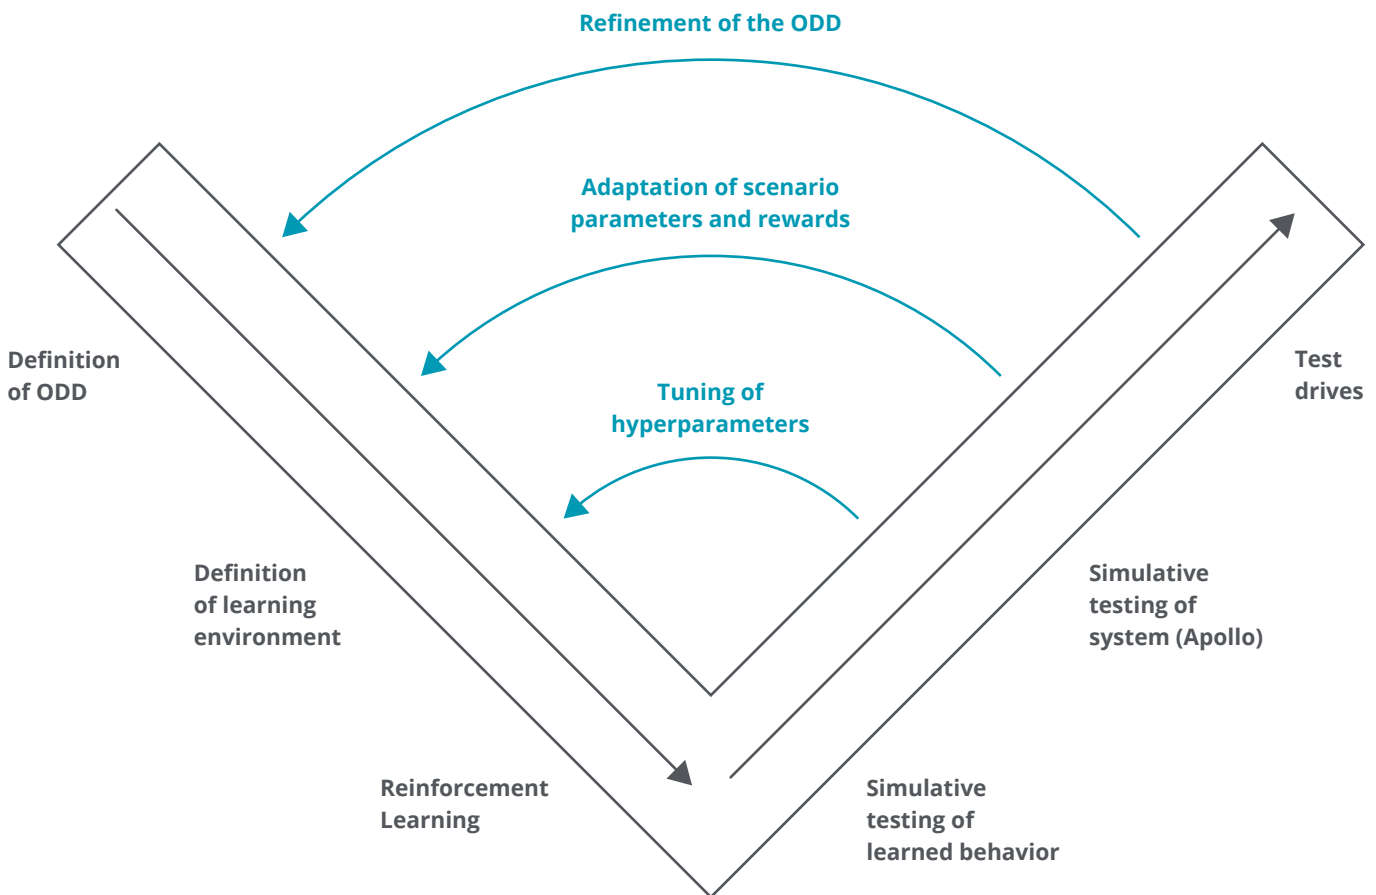 Refinement of the ODD
Adaptation of scenario
parameters and rewards
Tuning of
hyperparameters
Definition
of ODD
Definition
of learning
environment
Reinforcement
Learning
Simulative
testing of
learned behavior
Simulative
testing of
system (Apollo)
Test
drives